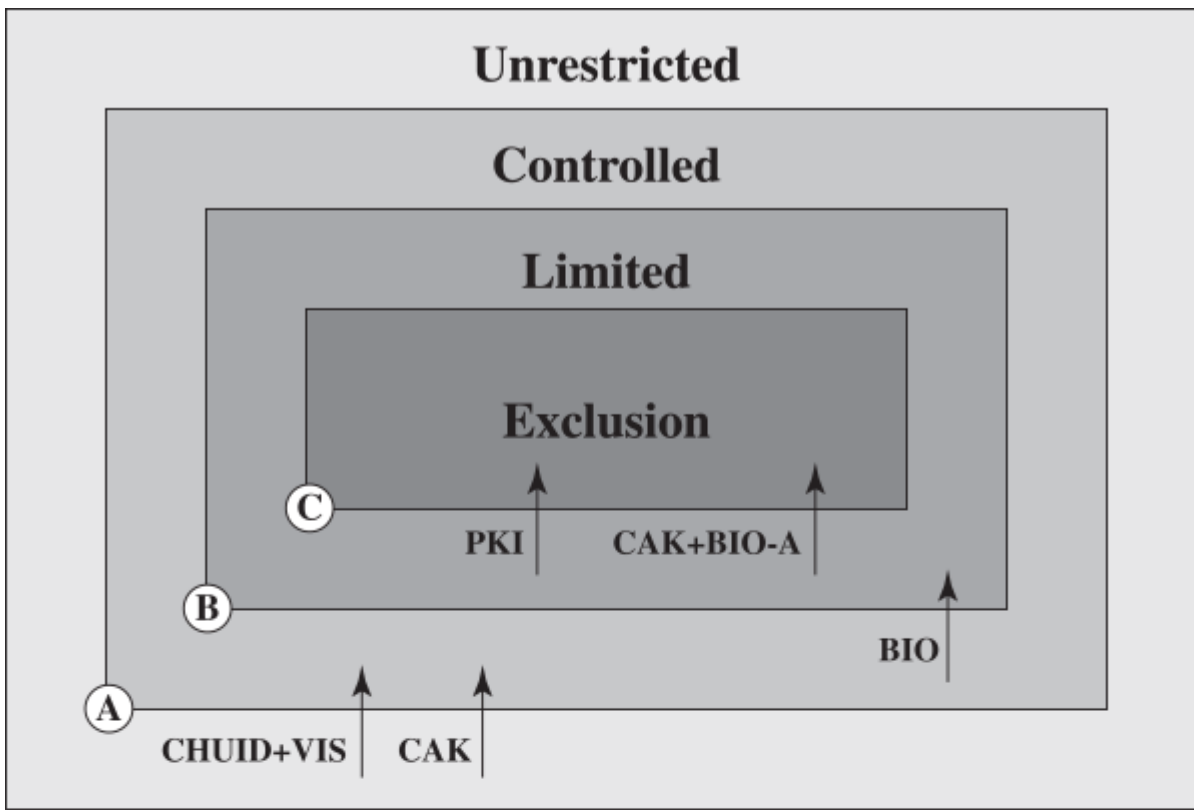 Unrestricted
Controlled
Limited
Exclusion
C
PKI
CAK+BIO-A
B
BIO
A
CHUID+VIS
CAK